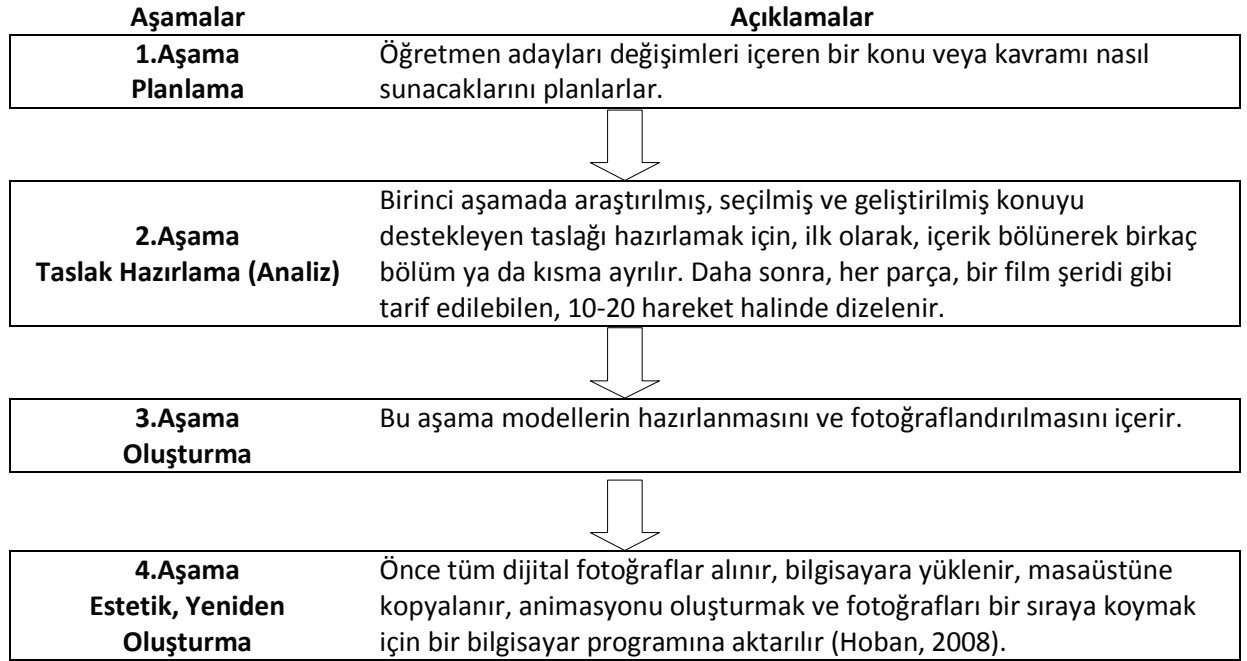 Aşamalar Açıklamalar
1.Aşama
Planlama
Öğretmen adayları değişimleri içeren bir konu veya kavramı nasıl
sunacaklarını planlarlar.
2.Aşama
Taslak Hazırlama (Analiz)
Birinci aşamada araştırılmış, seçilmiş ve geliştirilmiş konuyu
destekleyen taslağı hazırlamak için, ilk olarak, içerik bölünerek birkaç
bölüm ya da kısma ayrılır. Daha sonra, her parça, bir film şeridi gibi
tarif edilebilen, 10-20 hareket halinde dizelenir.
3.Aşama
Oluşturma
Bu aşama modellerin hazırlanmasını ve fotoğraflandırılmasını içerir.
4.Aşama
Estetik, Yeniden
Oluşturma
Önce tüm dijital fotoğraflar alınır, bilgisayara yüklenir, masaüstüne
kopyalanır, animasyonu oluşturmak ve fotoğrafları bir sıraya koymak
için bir bilgisayar programına aktarılır (Hoban, 2008).